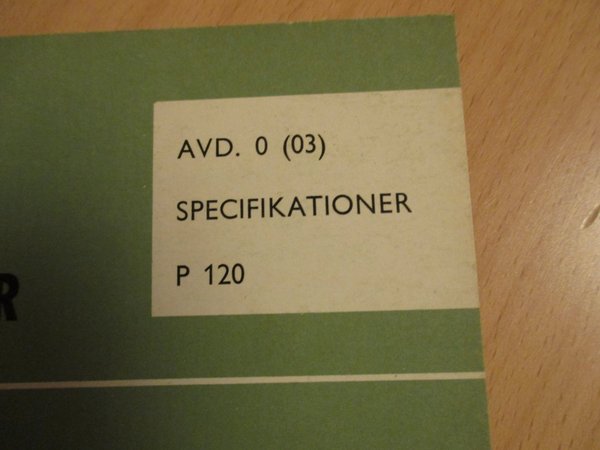 AVD. 0 (03)
SPECIFIKATIONER
P 120
R